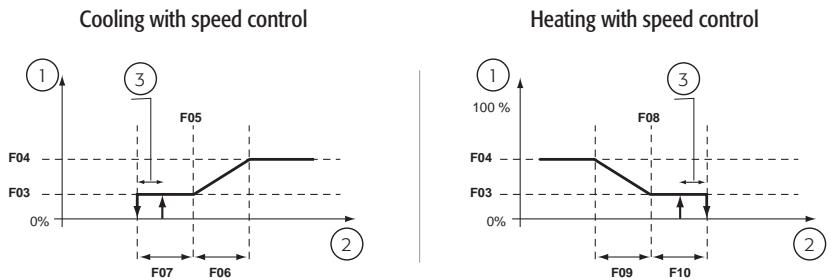 Cooling with speed control
1
3
F05
F04
F03
0%
2
F07
F06
Heating with speed control
1
3
100 %
F08
F04
F03
0%
2
F09
F10